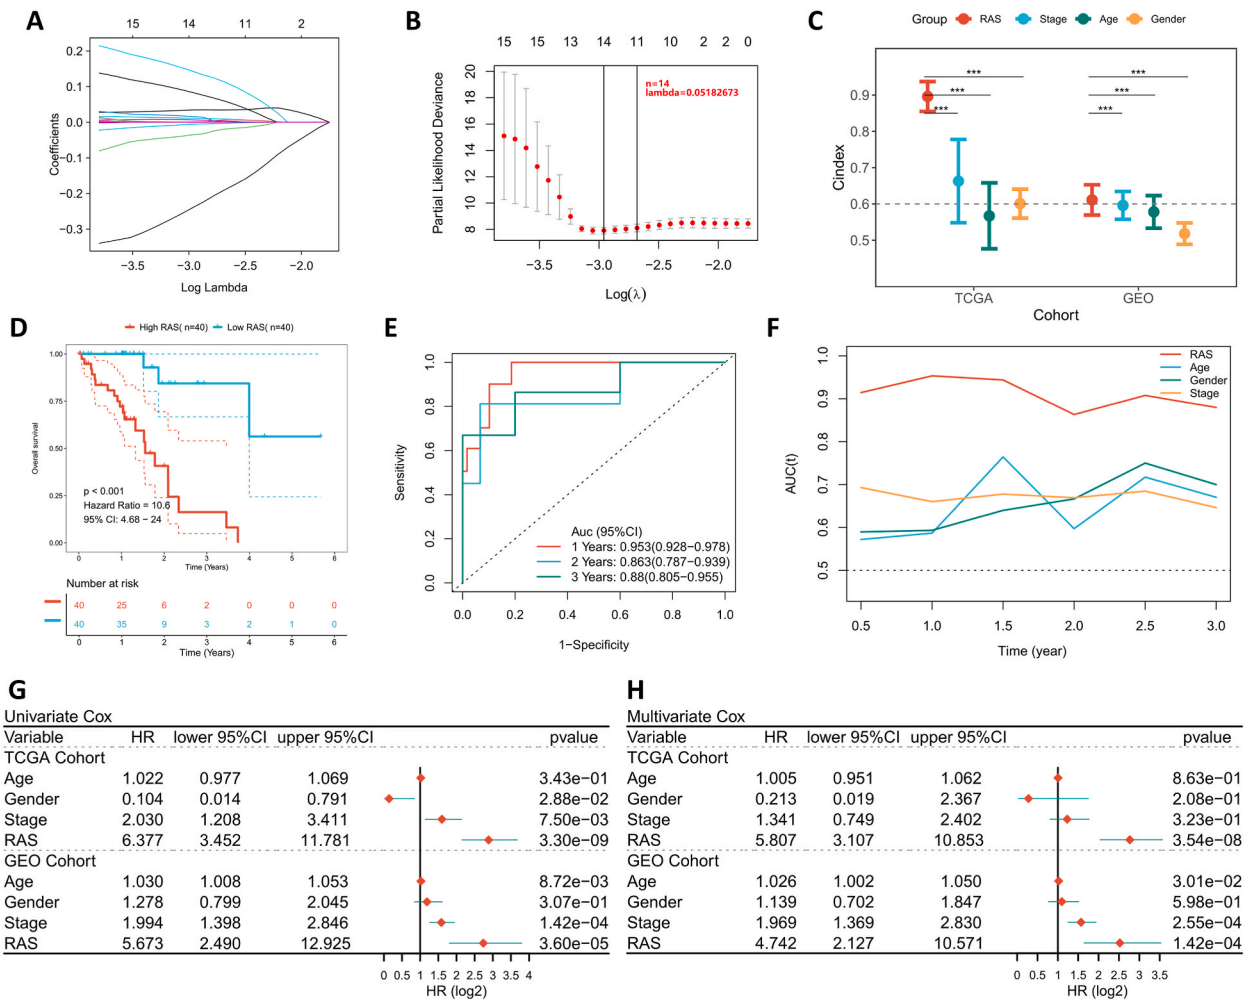 A
15 14 11 2
0.2
0.1
0.0
−0.1
−0.2
−0.3
Coefficients
−3.5 −3.0 −2.5 −2.0
Log Lambda
B
15 15 13 14 11 10 2 2 0
n=14
lambda=0.05182673
20
18
16
14
12
10
8
Partial Likelihood Deviance
−3.5 −3.0 −2.5 −2.0
Log(λ)
C
Group RAS Stage Age Gender
*** ***
*** ***
*** ***
0.9
0.8
0.7
0.6
0.5
Cindex
TCGA GEO
Cohort
D
High RAS( n=40) Low RAS( n=40)
1.00
0.75
0.50
0.25
0.00
Overall survival
p < 0.001
Hazard Ratio = 10.6
95% CI: 4.68 − 24
0 1 2 3 4 5 6
Time (Years)
Number at risk
40 25 6 2 0 0 0
40 35 9 3 2 1 0
0 1 2 3 4 5 6
Time (Years)
E
1.0
0.8
0.6
0.4
0.2
0.0
Sensitivity
Auc (95%CI)
1 Years: 0.953(0.928−0.978)
2 Years: 0.863(0.787−0.939)
3 Years: 0.88(0.805−0.955)
0.0 0.2 0.4 0.6 0.8 1.0
1−Specificity
F
RAS
Age
Gender
Stage
1.0
0.9
0.8
0.7
0.6
0.5
AUC(t)
0.5 1.0 1.5 2.0 2.5 3.0
Time (year)
G
Univariate Cox
Variable HR lower 95%CI upper 95%CI pvalue
TCGA Cohort
Age 1.022 0.977 1.069 3.43e−01
Gender 0.104 0.014 0.791 2.88e−02
Stage 2.030 1.208 3.411 7.50e−03
RAS 6.377 3.452 11.781 3.30e−09
GEO Cohort
Age 1.030 1.008 1.053 8.72e−03
Gender 1.278 0.799 2.045 3.07e−01
Stage 1.994 1.398 2.846 1.42e−04
RAS 5.673 2.490 12.925 3.60e−05
0 0.5 1 1.5 2 2.5 3 3.5 4
HR (log2)
H
Multivariate Cox
Variable HR lower 95%CI upper 95%CI pvalue
TCGA Cohort
Age 1.005 0.951 1.062 8.63e−01
Gender 0.213 0.019 2.367 2.08e−01
Stage 1.341 0.749 2.402 3.23e−01
RAS 5.807 3.107 10.853 3.54e−08
GEO Cohort
Age 1.026 1.002 1.050 3.01e−02
Gender 1.139 0.702 1.847 5.98e−01
Stage 1.969 1.369 2.830 2.55e−04
RAS 4.742 2.127 10.571 1.42e−04
0 0.5 1 1.5 2 2.5 3 3.5
HR (log2)